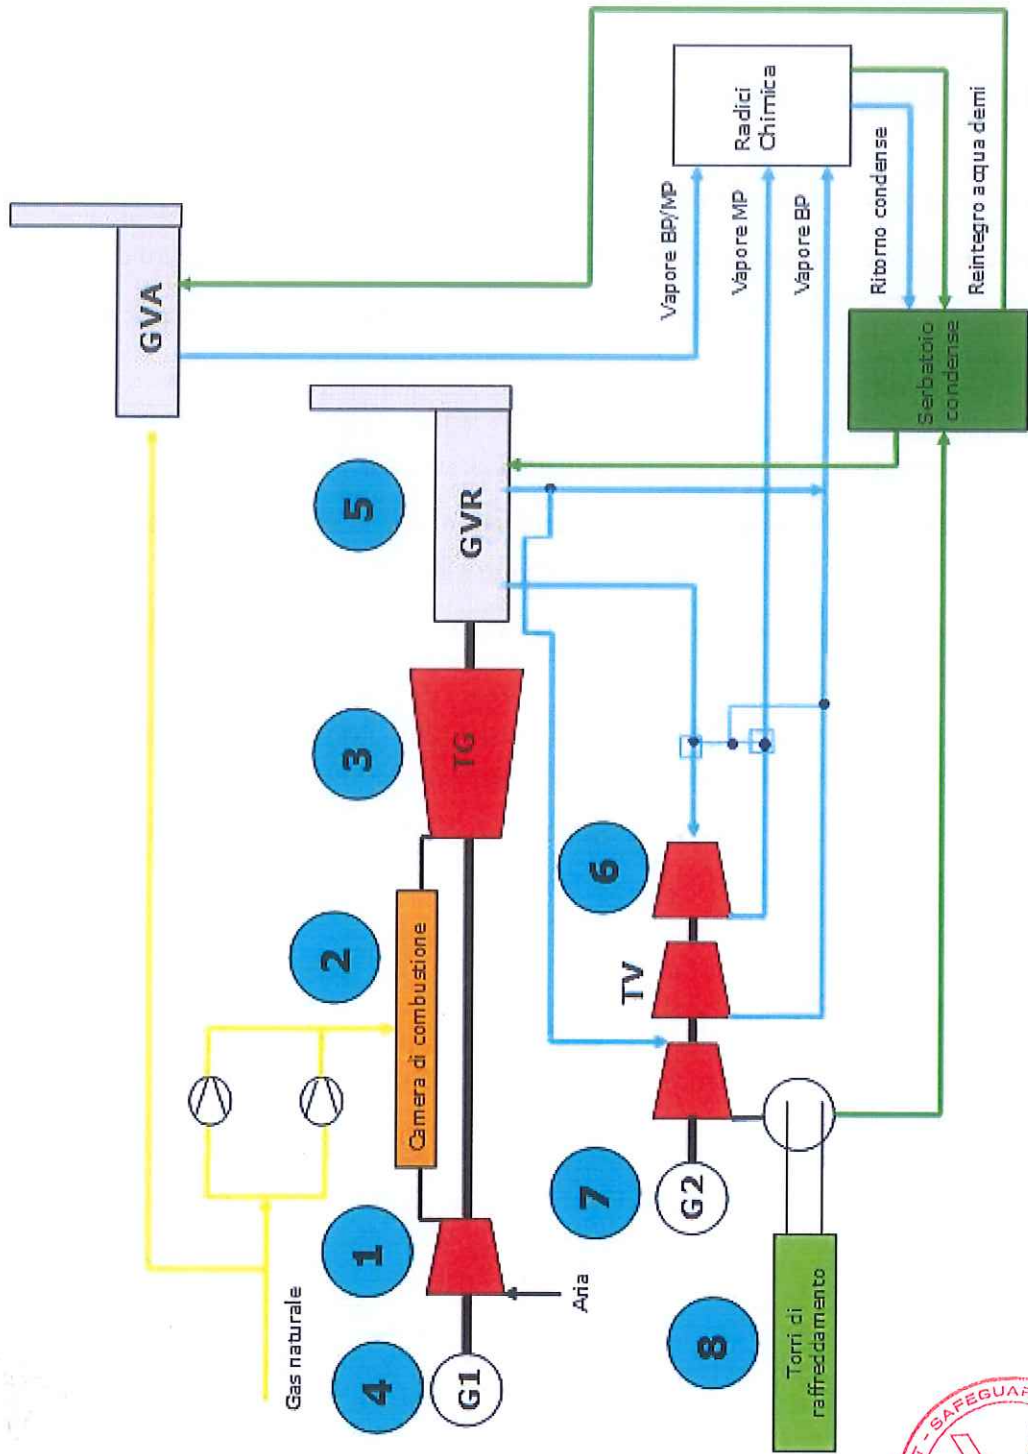 GVA
Gas naturale
4
1
2
3
5
G1
Camera di combustione
TG
GVR
Aria
7
6
TV
G2
8
Vapore BP/MP
Vapore MP
Vapore BP
Radici
Chimica
Torri di
raffreddamento
Ritorno condense
Serbatoio
condense
Reintegro acqua demi